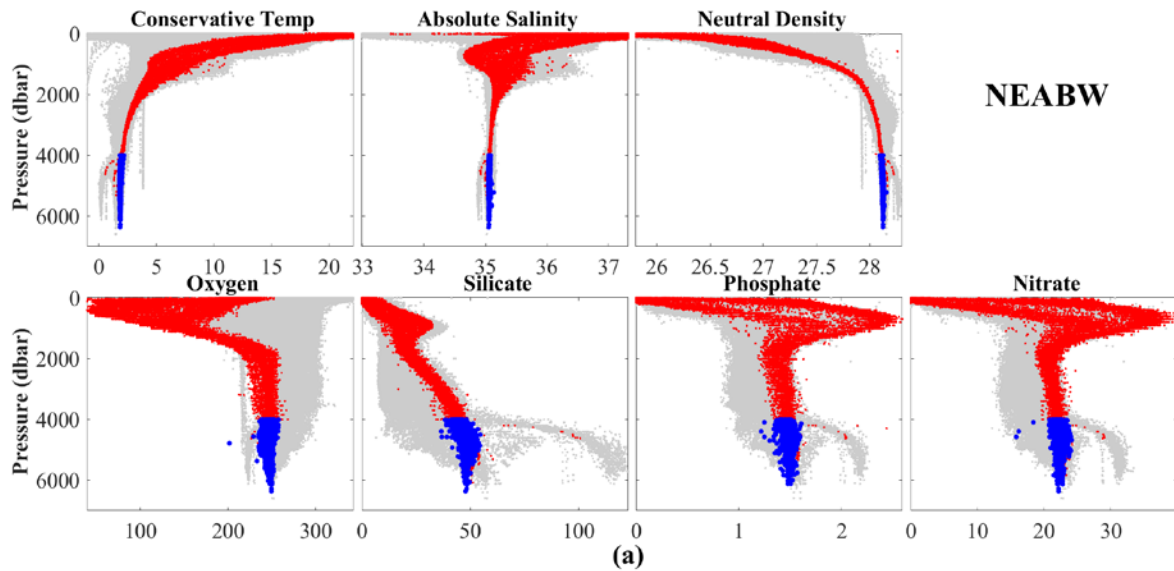 Conservative Temp Absolute Salinity Neutral Density
NEABW
Pressure (dbar)
0
2000
4000
6000
0 5 10 15 20 33 34 35 36 37 26 26.5 27 27.5 28
Oxygen Silicate Phosphate Nitrate
Pressure (dbar)
0
2000
4000
6000
100 200 300 0 50 100 0 1 2 0 10 20 30
(a)